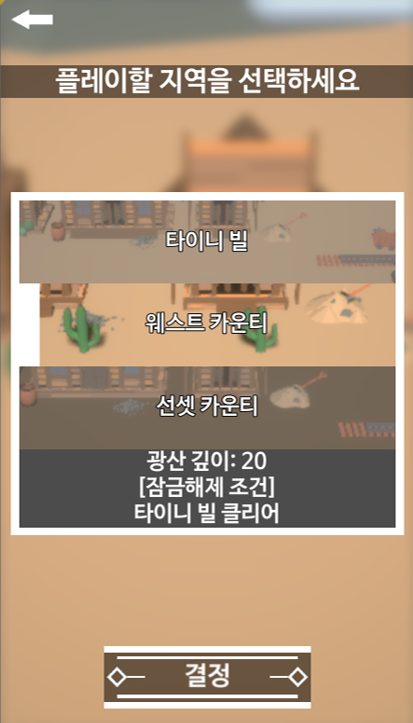 플레이할 지역을 선택하세요
타이니 빌
웨스트 카운티
선셋 카운티
광산 깊이: 20
[잠금해제 조건]
타이니 빌 클리어
결정